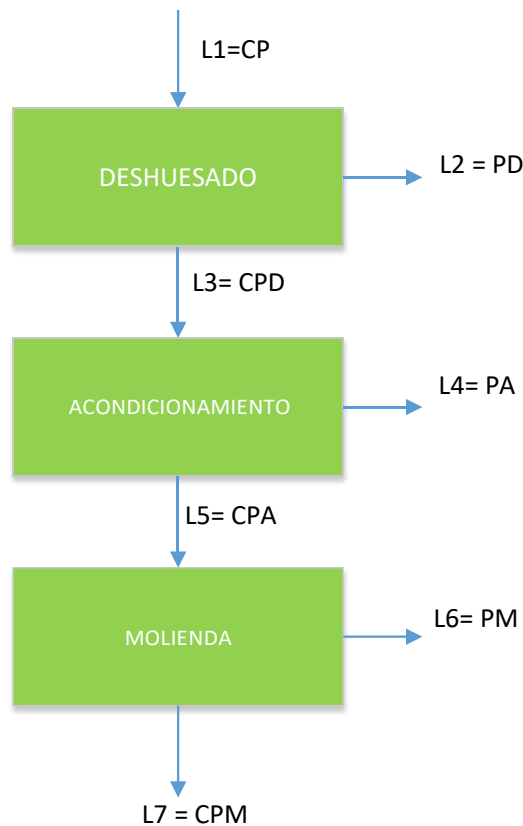 L1=CP
DESHUESADO
L2 = PD
L3= CPD
ACONDICIONAMIENTO
L4= PA
L5= CPA
MOLIENDA
L6= PM
L7 = CPM